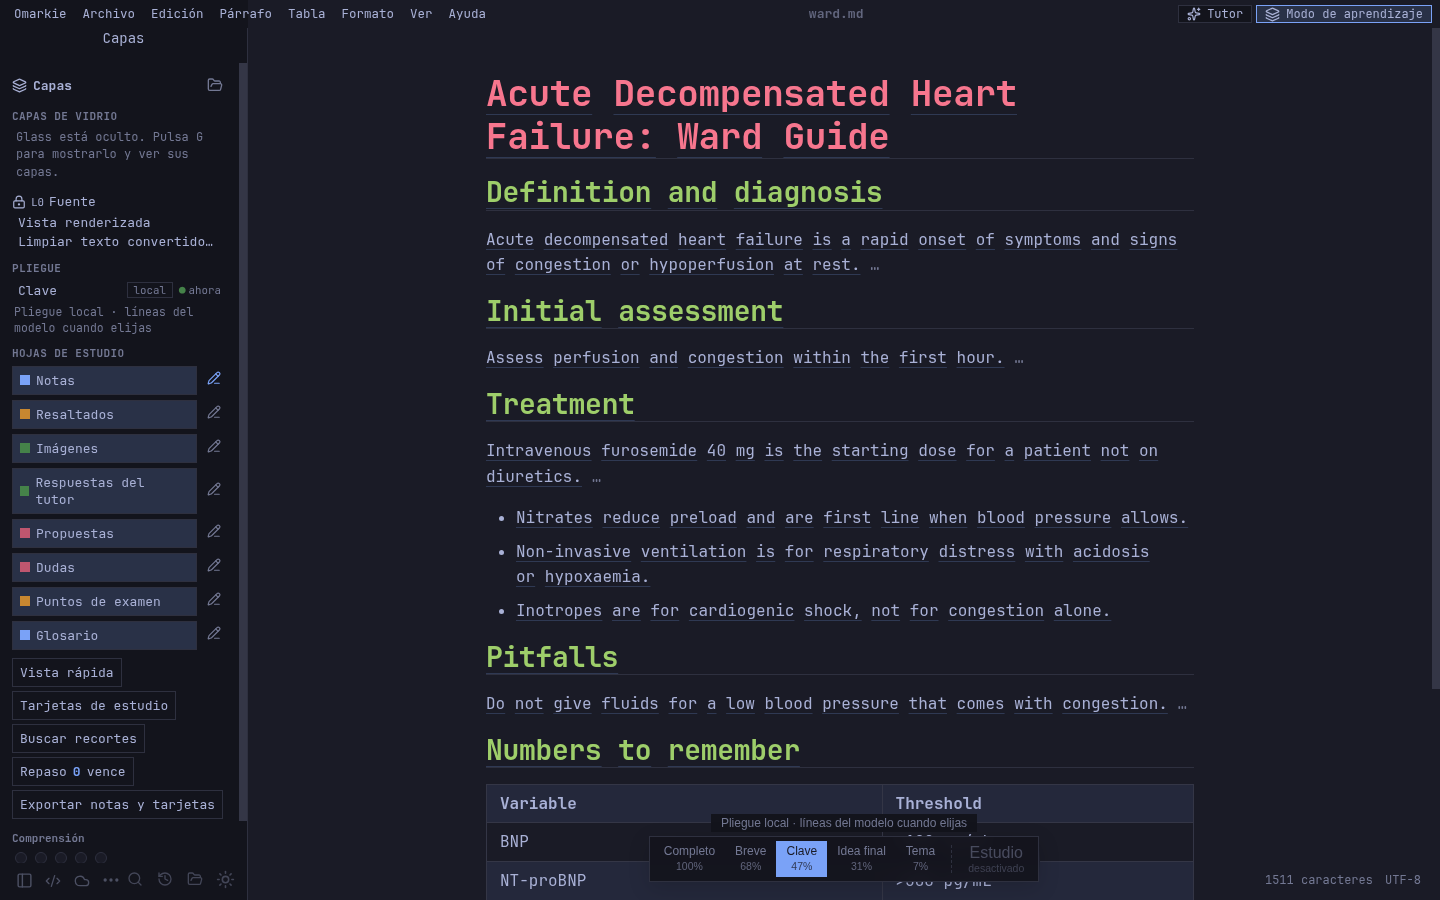 Omarkie Archivo Edición Párrafo Tabla Formato Ver Ayuda
ward.md
Tutor
Modo de aprendizaje
Capas
Capas
CAPAS DE VIDRIO
Glass está oculto. Pulsa G
para mostrarlo y ver sus
capas.
L0 Fuente
Vista renderizada
Limpiar texto convertido…
PLIEGUE
Clave local ahora
Pliegue local · líneas del
modelo cuando elijas
HOJAS DE ESTUDIO
Notas
Resaltados
Imágenes
Respuestas del
tutor
Propuestas
Dudas
Puntos de examen
Glosario
Vista rápida
Tarjetas de estudio
Buscar recortes
Repaso 0 vence
Exportar notas y tarjetas
Comprensión
Acute Decompensated Heart
Failure: Ward Guide
Definition and diagnosis
Acute decompensated heart failure is a rapid onset of symptoms and signs
of congestion or hypoperfusion at rest. …
Initial assessment
Assess perfusion and congestion within the first hour. …
Treatment
Intravenous furosemide 40 mg is the starting dose for a patient not on
diuretics. …
• Nitrates reduce preload and are first line when blood pressure allows.
• Non-invasive ventilation is for respiratory distress with acidosis
or hypoxaemia.
• Inotropes are for cardiogenic shock, not for congestion alone.
Pitfalls
Do not give fluids for a low blood pressure that comes with congestion. …
Numbers to remember
Variable Threshold
BNP
NT-proBNP
Pliegue local · líneas del modelo cuando elijas
Completo Breve Clave Idea final Tema Estudio
100% 68% 47% 31% 7% desactivado
1511 caracteres UTF-8